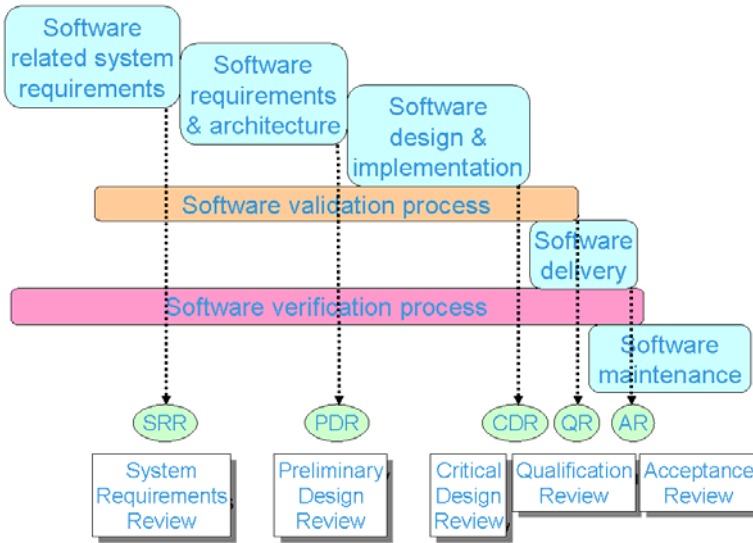 Software
related system
requirements
Software
requirements
& architecture
Software
design &
implementation
Software validation process
Software
delivery
Software verification process
Software
maintenance
SRR
PDR
CDR
QR
AR
System
Requirements
Review
Preliminary
Design
Review
Critical
Design
Review
Qualification
Review
Acceptance
Review